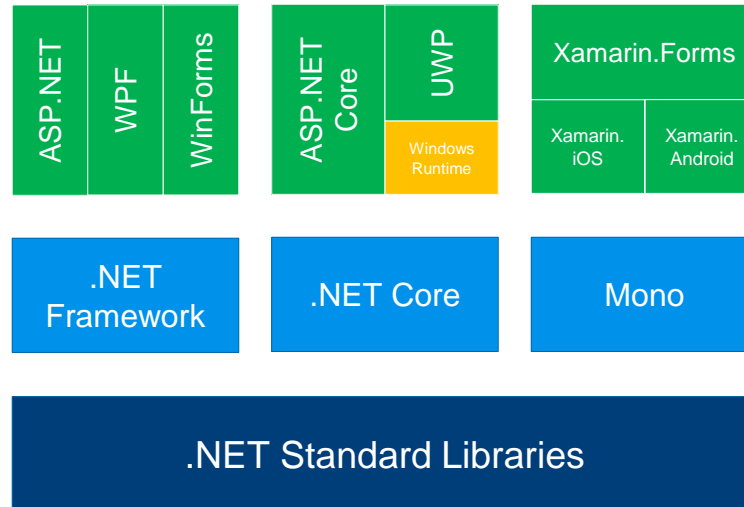 ASP.NET
WPF
WinForms
ASP.NET
Core
UWP
Windows
Runtime
Xamarin.Forms
Xamarin.
iOS
Xamarin.
Android
.NET
Framework
.NET Core
Mono
.NET Standard Libraries